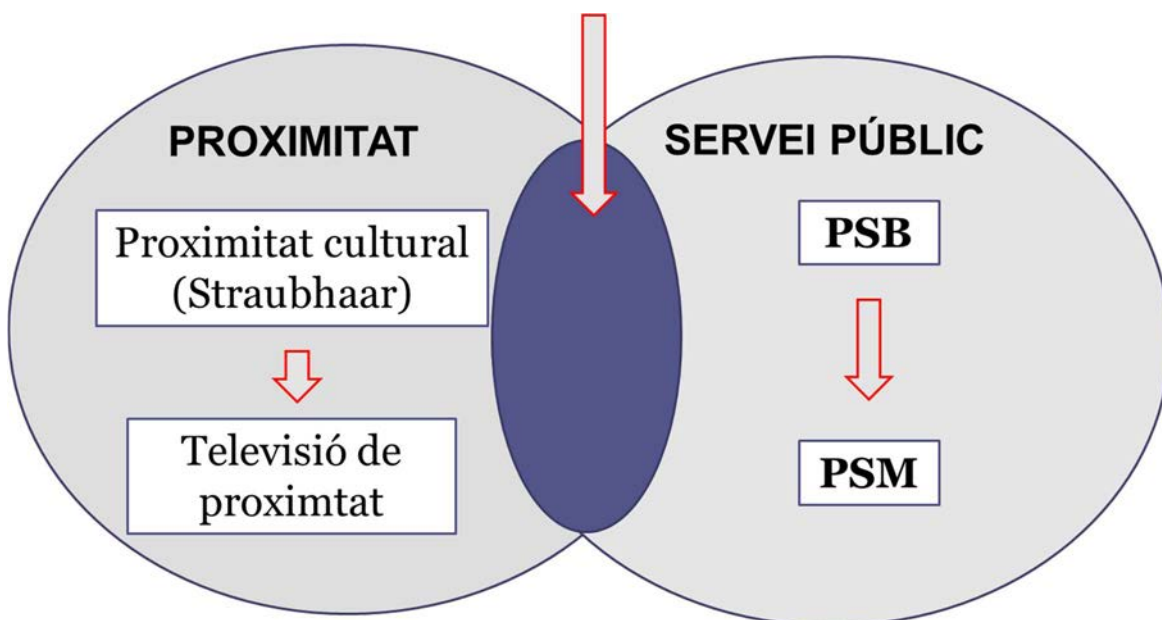 PROXIMITAT
Proximitat cultural
(Straubhaar)
Televisió de
proximtat
SERVEI PÚBLIC
PSB
PSM